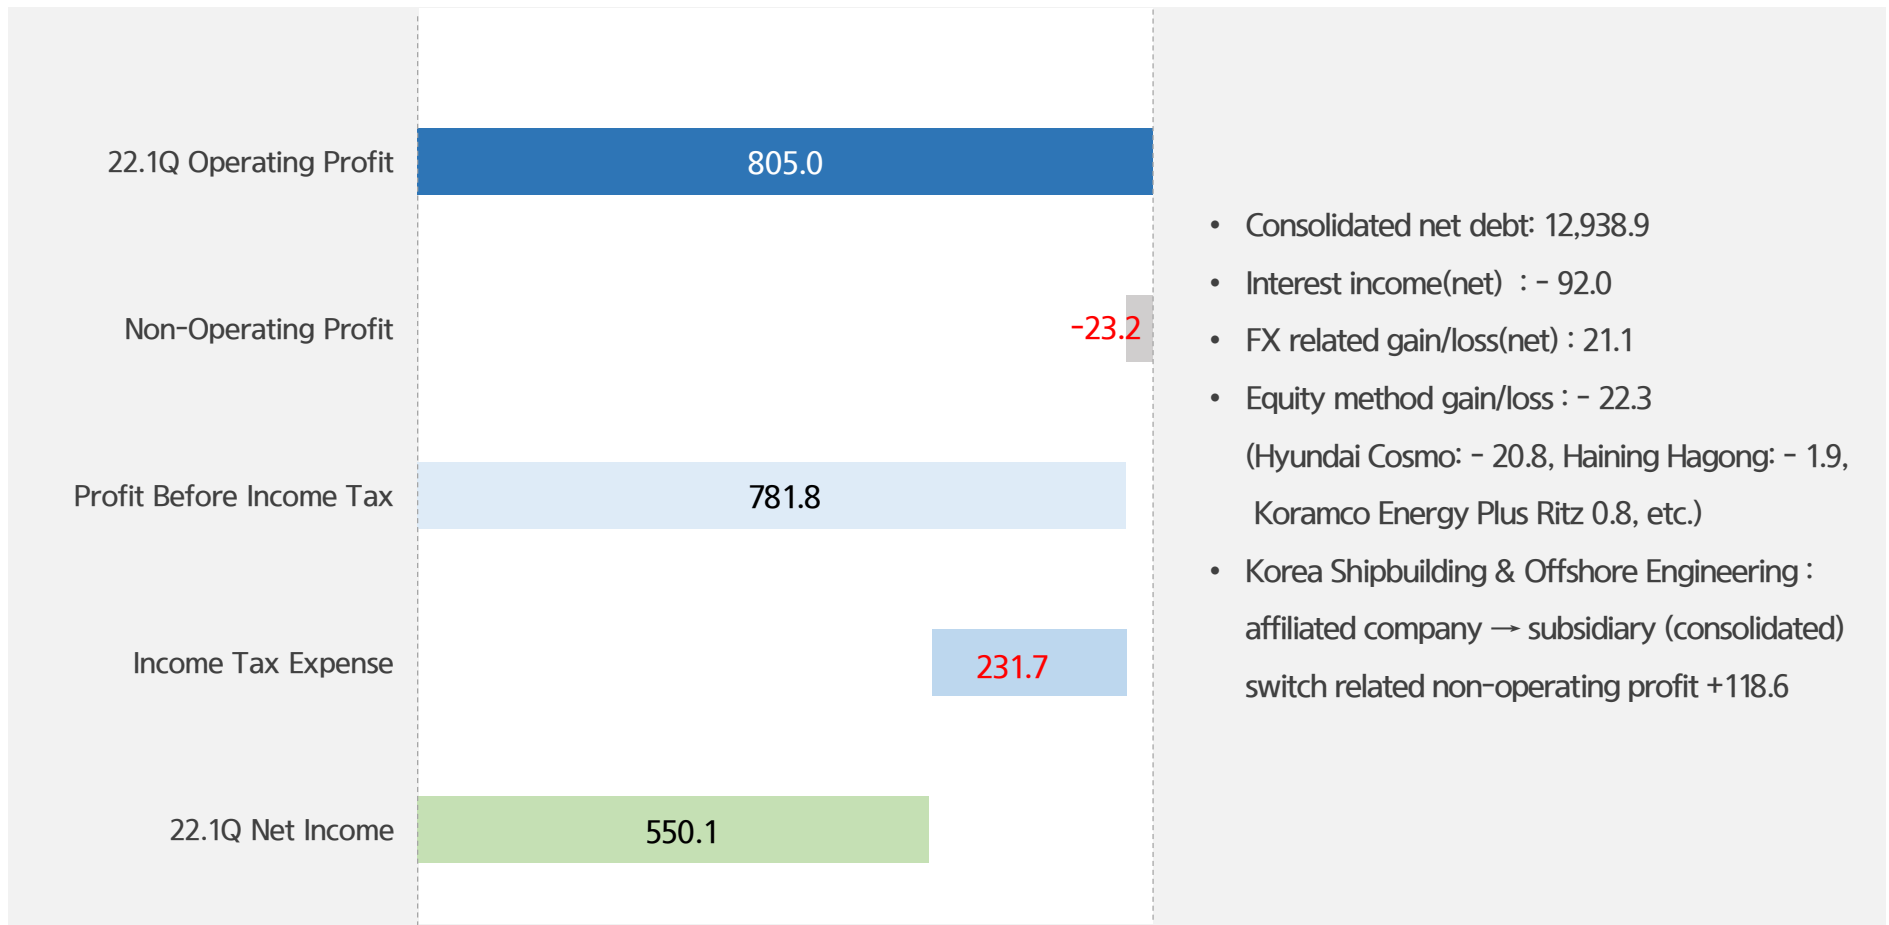 22.1Q Operating Profit
805.0
Non-Operating Profit
-23.2
Profit Before Income Tax
781.8
Income Tax Expense
231.7
22.1Q Net Income
550.1
• Consolidated net debt: 12,938.9
• Interest income(net) : - 92.0
• FX related gain/loss(net) : 21.1
• Equity method gain/loss : - 22.3
(Hyundai Cosmo: - 20.8, Haining Hagong: - 1.9,
Koramco Energy Plus Ritz 0.8, etc.)
• Korea Shipbuilding & Offshore Engineering :
affiliated company → subsidiary (consolidated)
switch related non-operating profit +118.6